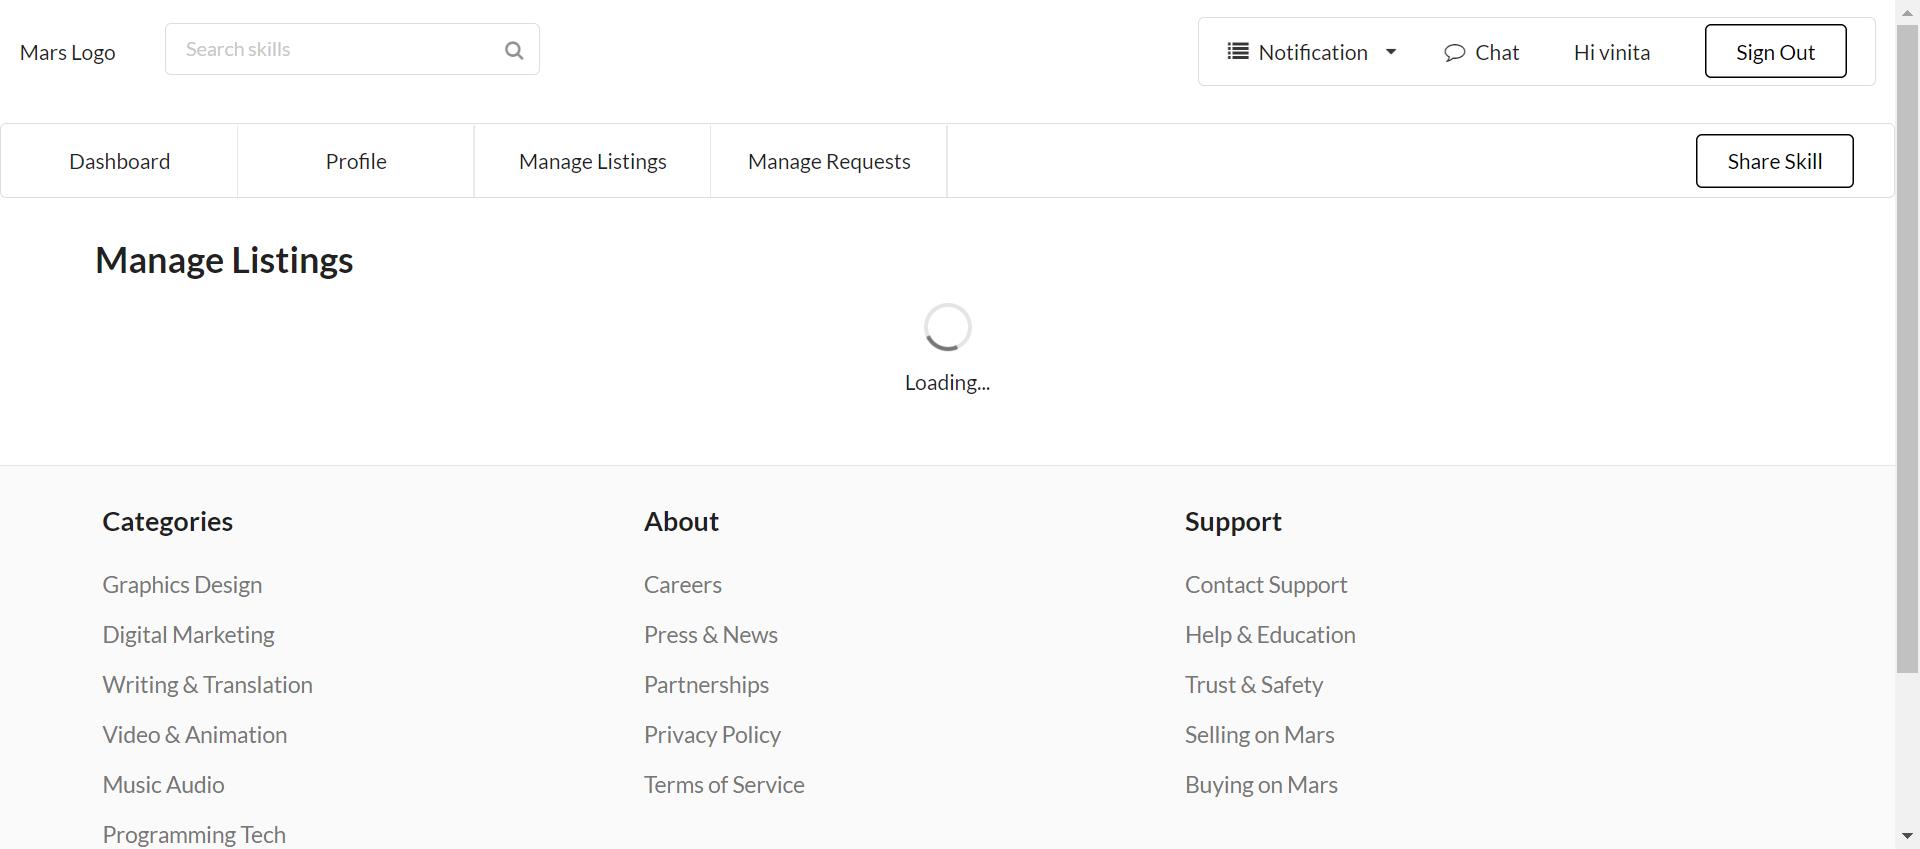 Mars Logo
Search skills
Notification
Chat
Hi vinita
Sign Out
Dashboard
Profile
Manage Listings
Manage Requests
Share Skill
Manage Listings
Loading...
Categories
Graphics Design
Digital Marketing
Writing & Translation
Video & Animation
Music Audio
Programming Tech
About
Careers
Press & News
Partnerships
Privacy Policy
Terms of Service
Support
Contact Support
Help & Education
Trust & Safety
Selling on Mars
Buying on Mars